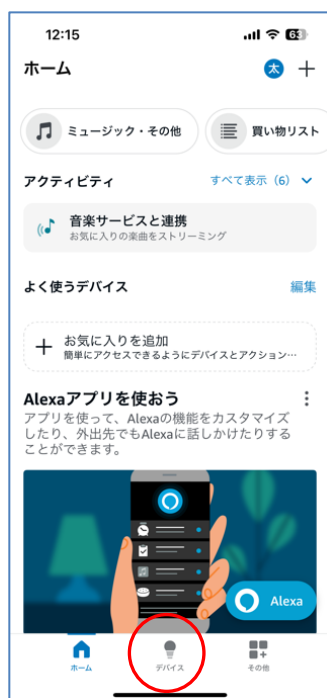 12:15
63
ホーム
太
ミュージック・その他
買い物リスト
アクティビティ
すべて表示（6）
音楽サービスと連携
お気に入りの楽曲をストリーミング
よく使うデバイス
編集
お気に入りを追加
簡単にアクセスできるようにデバイスとアクション…
Alexaアプリを使おう
アプリを使って、Alexaの機能をカスタマイズ
したり、外出先でもAlexaに話しかけたりする
ことができます。
Alexa
ホーム
デバイス
その他